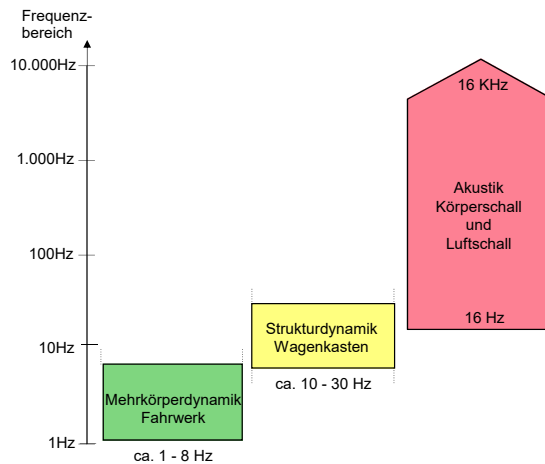 Frequenz-
bereich
10.000Hz
1.000Hz
100Hz
10Hz
1Hz
16 KHz
Akustik
Körperschall
und
Luftschall
16 Hz
Strukturdynamik
Wagenkasten
ca. 10 - 30 Hz
Mehrkörperdynamik
Fahrwerk
ca. 1 - 8 Hz